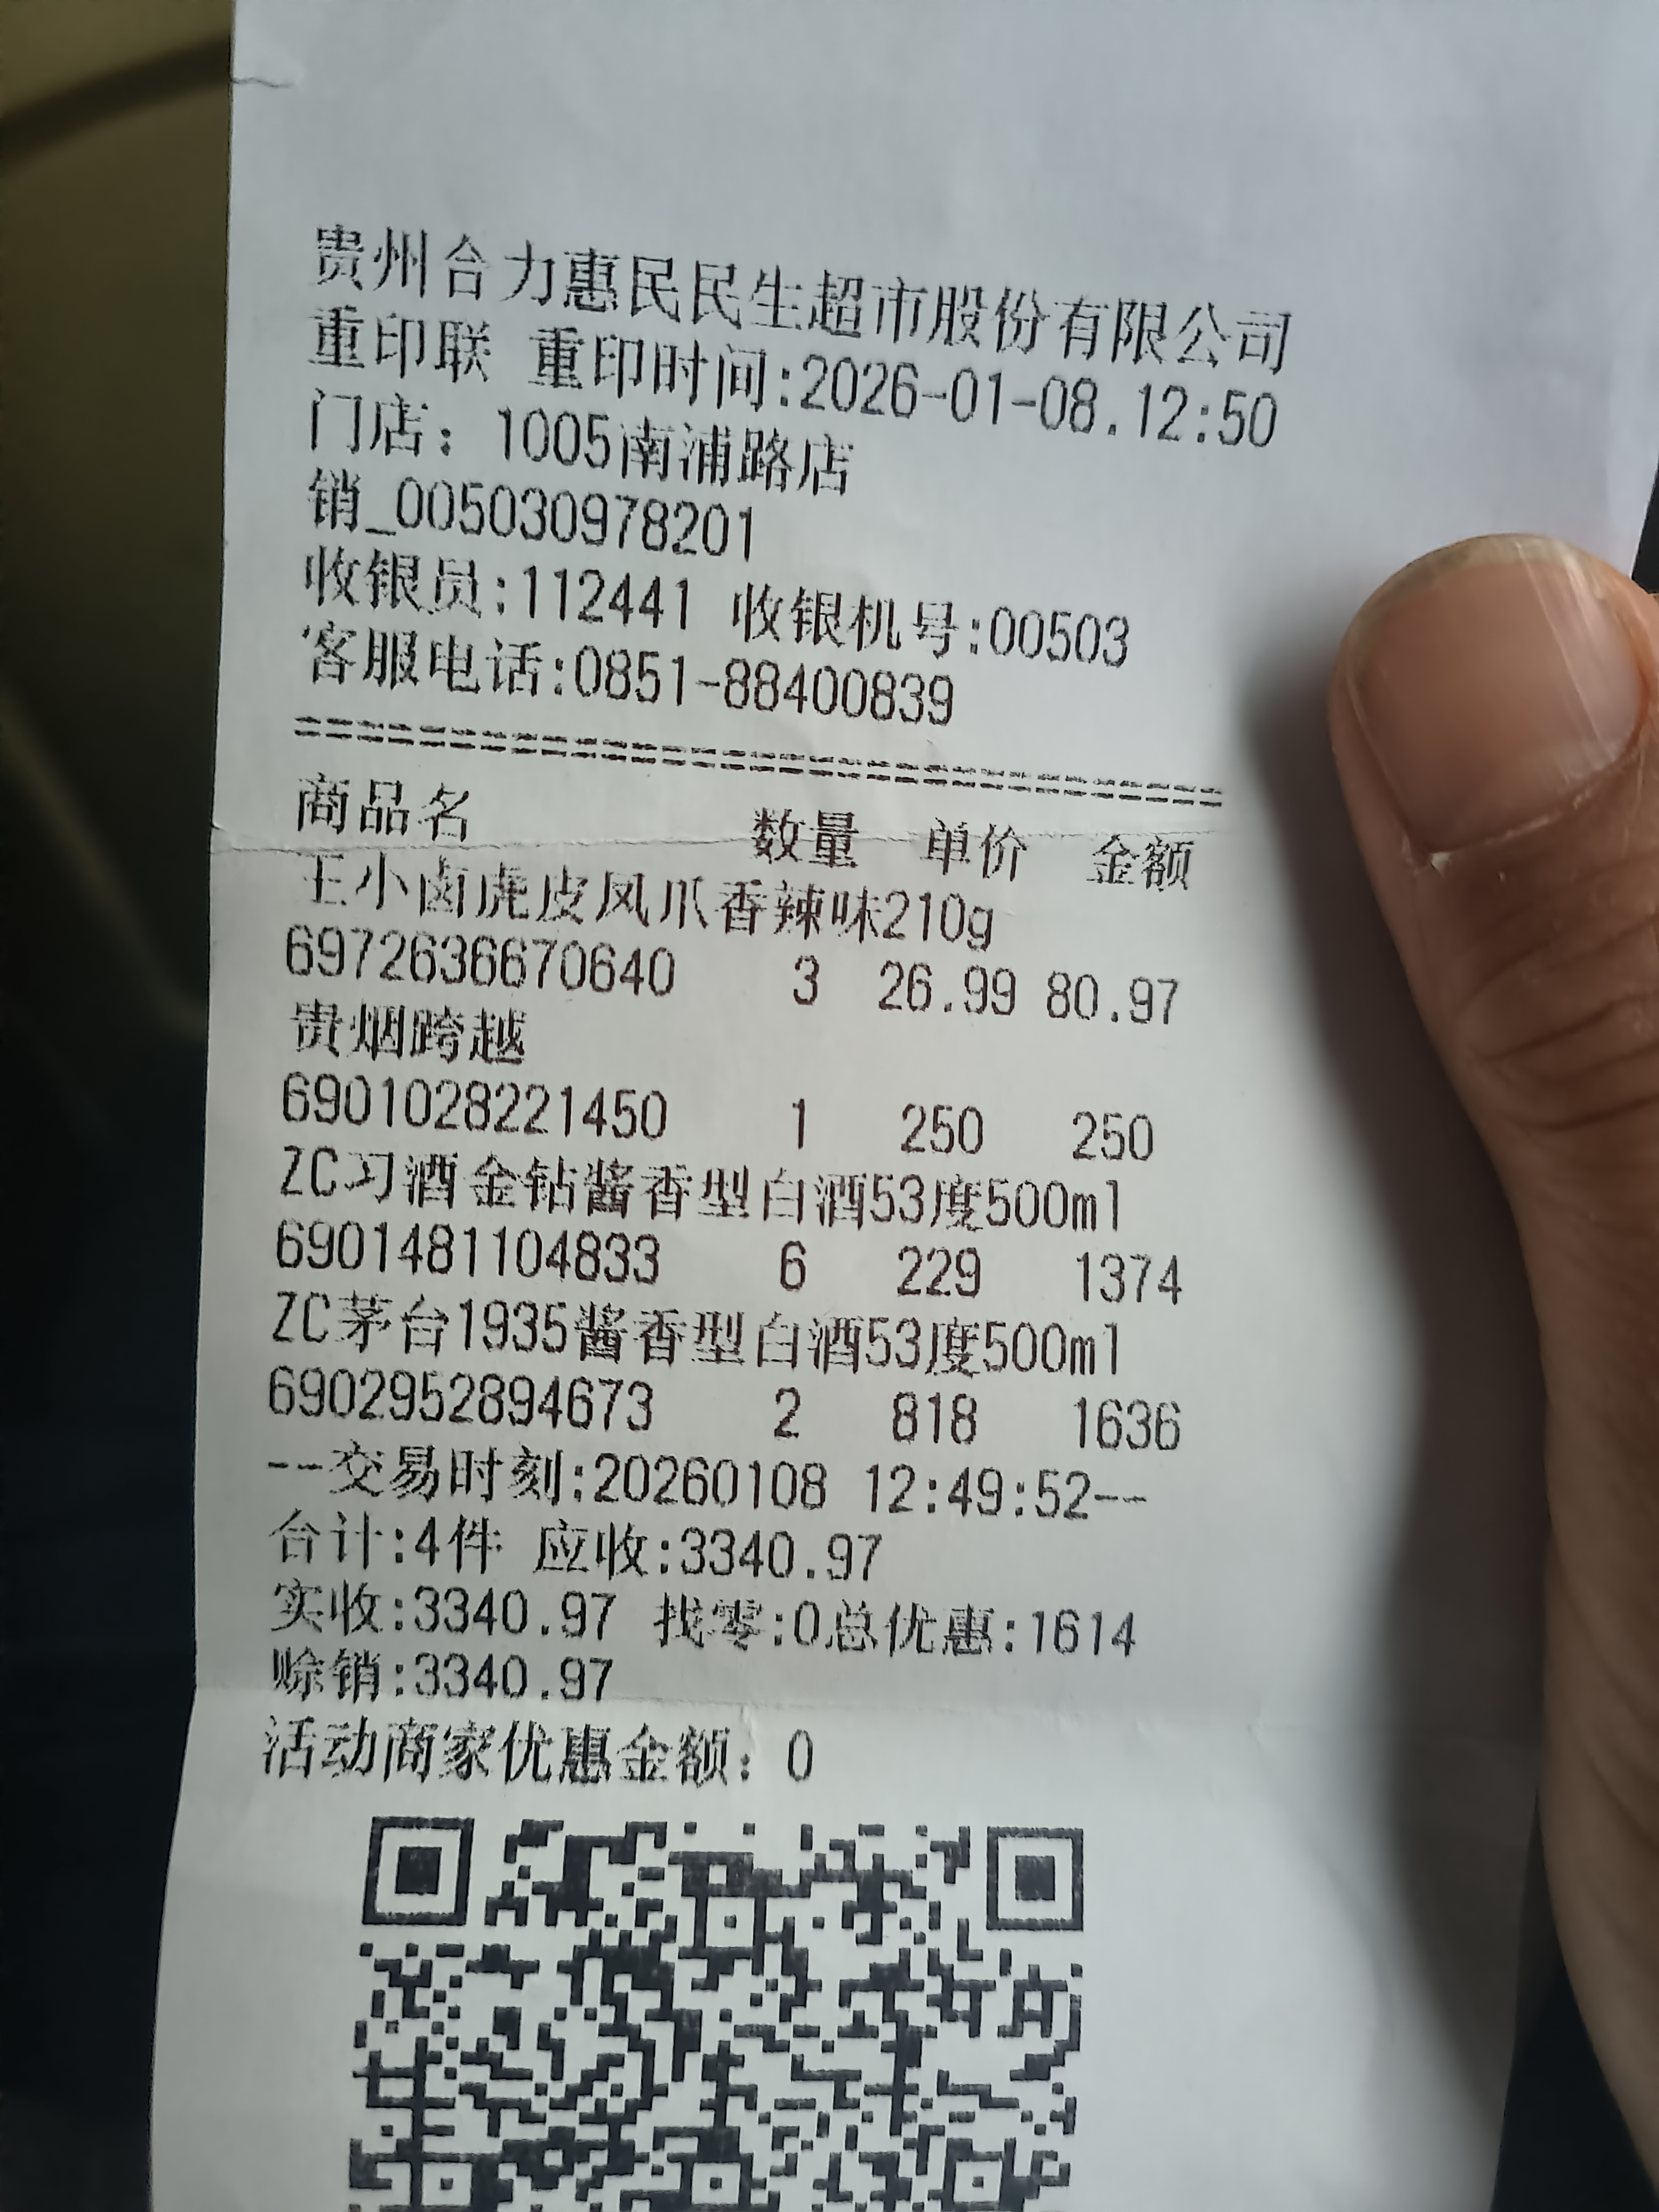 贵州合力惠民民生超市股份有限公司
重印联 重印时间:2026-01-08.12:50
门店：1005南浦路店
销_005030978201
收银员:112441 收银机号:00503
客服电话:0851-88400839
================================
商品名 数量 单价 金额
王小卤虎皮凤爪香辣味210g
6972636670640 3 26.99 80.97
贵烟跨越
6901028221450 1 250 250
ZC习酒金钻酱香型白酒53度500ml
6901481104833 6 229 1374
ZC茅台1935酱香型白酒53度500ml
6902952894673 2 818 1636
--交易时刻:20260108 12:49:52--
合计:4件 应收:3340.97
实收:3340.97 找零:0总优惠:1614
赊销:3340.97
活动商家优惠金额：0